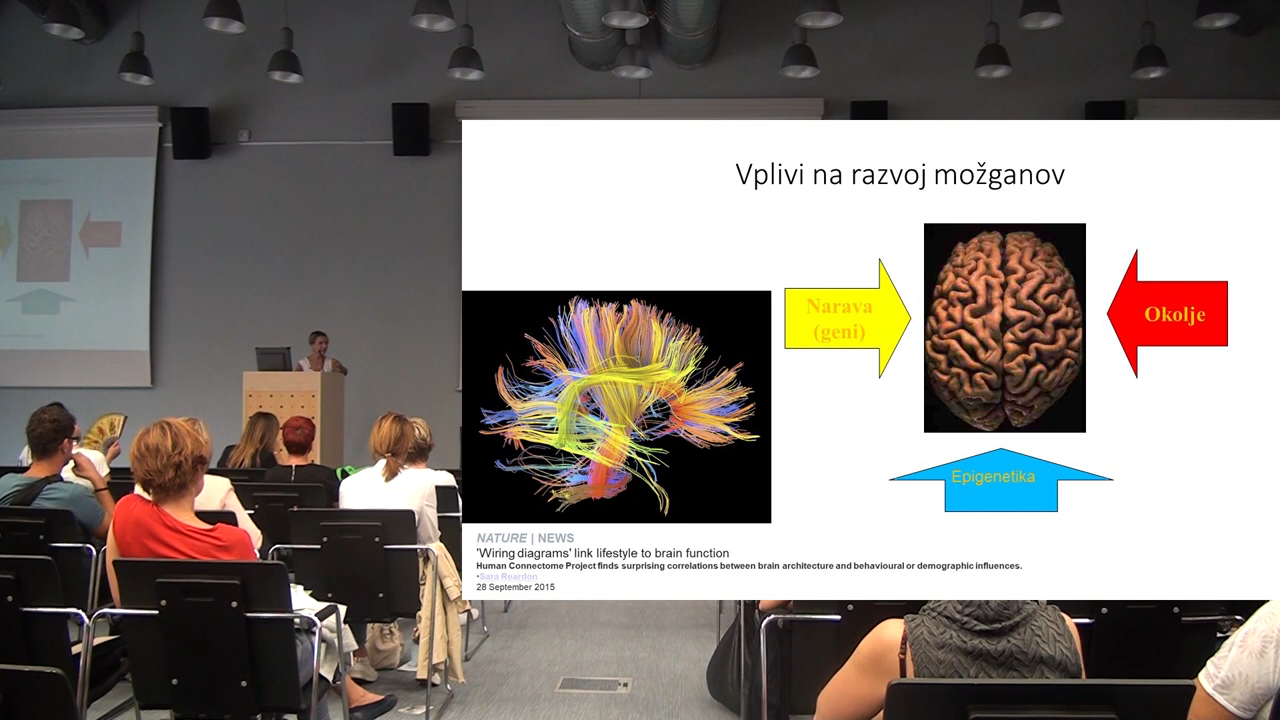 Vplivi na razvoj možganov
Narava
(geni)
Okolje
Epigenetika
NATURE | NEWS
'Wiring diagrams' link lifestyle to brain function
Human Connectome Project finds surprising correlations between brain architecture and behavioural or demographic influences.
•Sara Reardon
28 September 2015